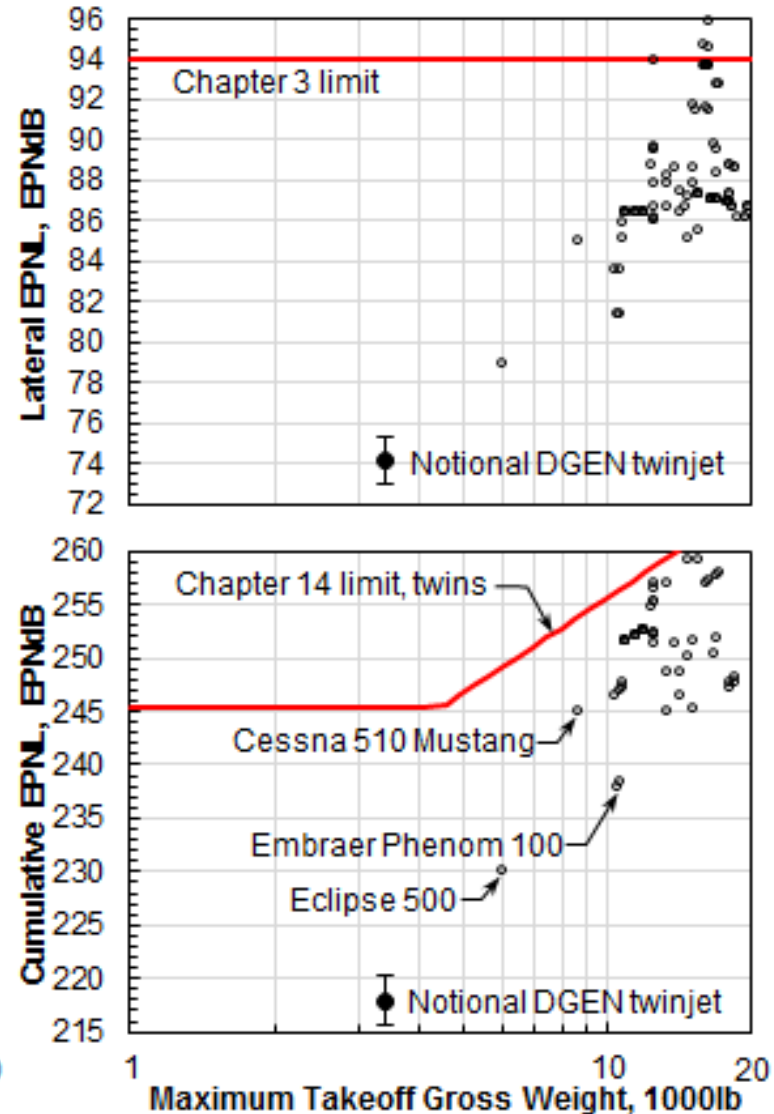 96
94
92
90
88
86
84
82
80
78
76
74
72
Lateral EPNL, EPNdB
Chapter 3 limit
Notional DGEN twinjet
260
255
250
245
240
235
230
225
220
215
Cumulative EPNL, EPNdB
Chapter 14 limit, twins
Cessna 510 Mustang
Embraer Phenom 100
Eclipse 500
Notional DGEN twinjet
1 10 20
Maximum Takeoff Gross Weight, 1000lb